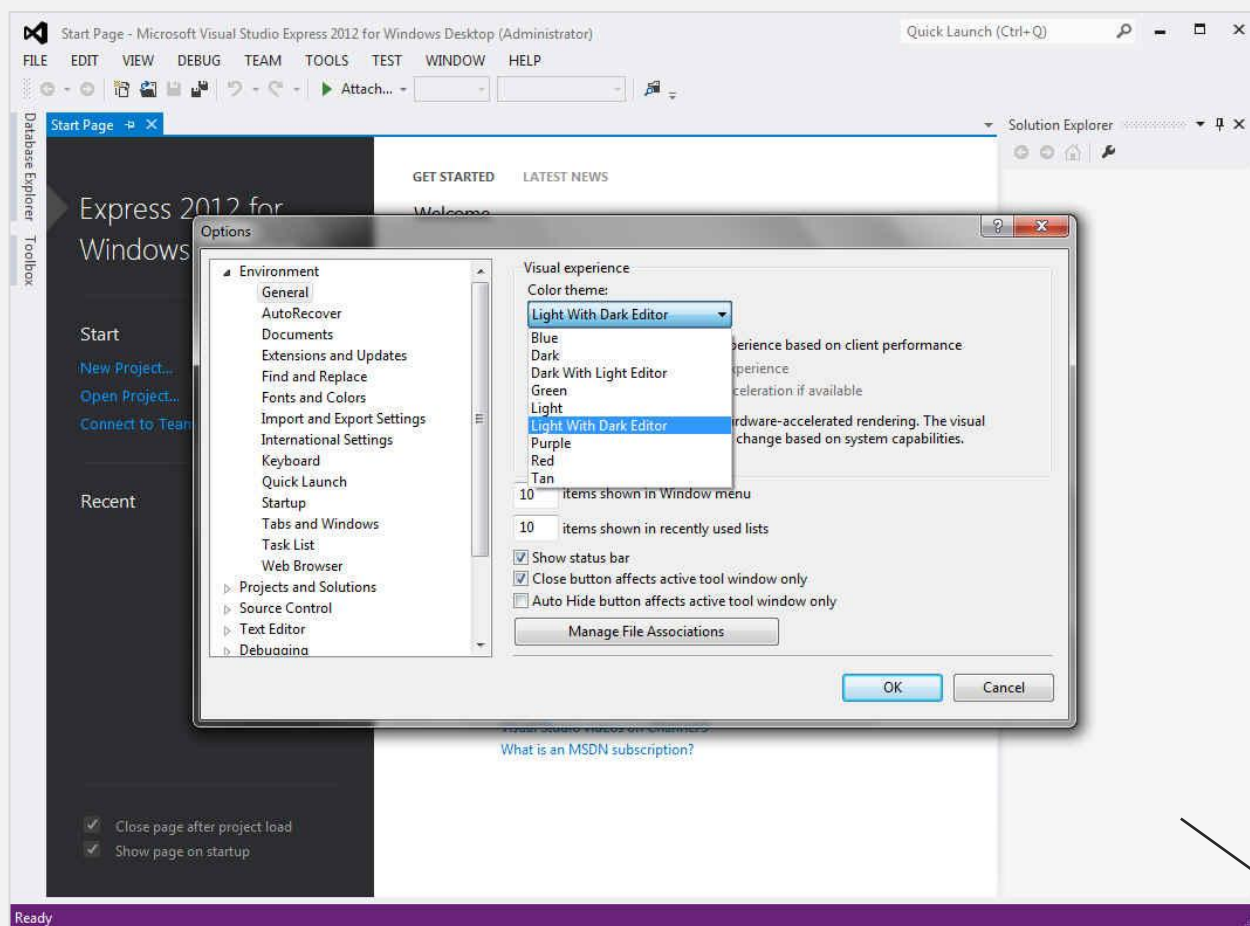 Start Page - Microsoft Visual Studio Express 2012 for Windows Desktop (Administrator)
Quick Launch (Ctrl+Q)
FILE EDIT VIEW DEBUG TEAM TOOLS TEST WINDOW HELP
Attach...
Database Explorer
Toolbox
Start Page
Solution Explorer
GET STARTED LATEST NEWS
Welcome
Express 2012 for
Windows
Start
New Project...
Open Project...
Connect to Team
Recent
Close page after project load
Show page on startup
Options
Environment
General
AutoRecover
Documents
Extensions and Updates
Find and Replace
Fonts and Colors
Import and Export Settings
International Settings
Keyboard
Quick Launch
Startup
Tabs and Windows
Task List
Web Browser
Projects and Solutions
Source Control
Text Editor
Debugging
Visual experience
Color theme:
Light With Dark Editor
Blue
Dark
Dark With Light Editor
Green
Light
Light With Dark Editor
Purple
Red
Tan
perience based on client performance
xperience
celeration if available
rdware-accelerated rendering. The visual
change based on system capabilities.
10 items shown in Window menu
10 items shown in recently used lists
Show status bar
Close button affects active tool window only
Auto Hide button affects active tool window only
Manage File Associations
OK Cancel
What is an MSDN subscription?
Ready